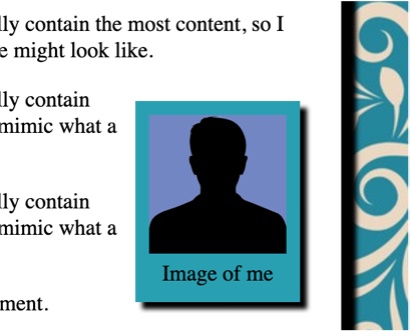 lly contain the most content, so I
e might look like.
lly contain
mimic what a
lly contain
mimic what a
Image of me
ment.